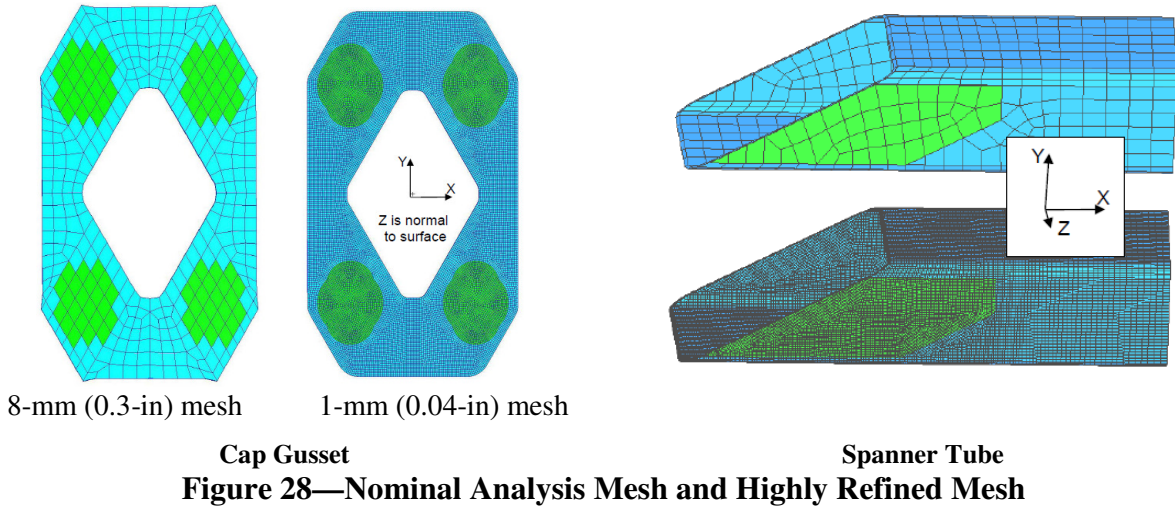 Y
X
Z is normal
to surface
Y
X
Z
8-mm (0.3-in) mesh
1-mm (0.04-in) mesh
Cap Gusset
Spanner Tube
Figure 28—Nominal Analysis Mesh and Highly Refined Mesh